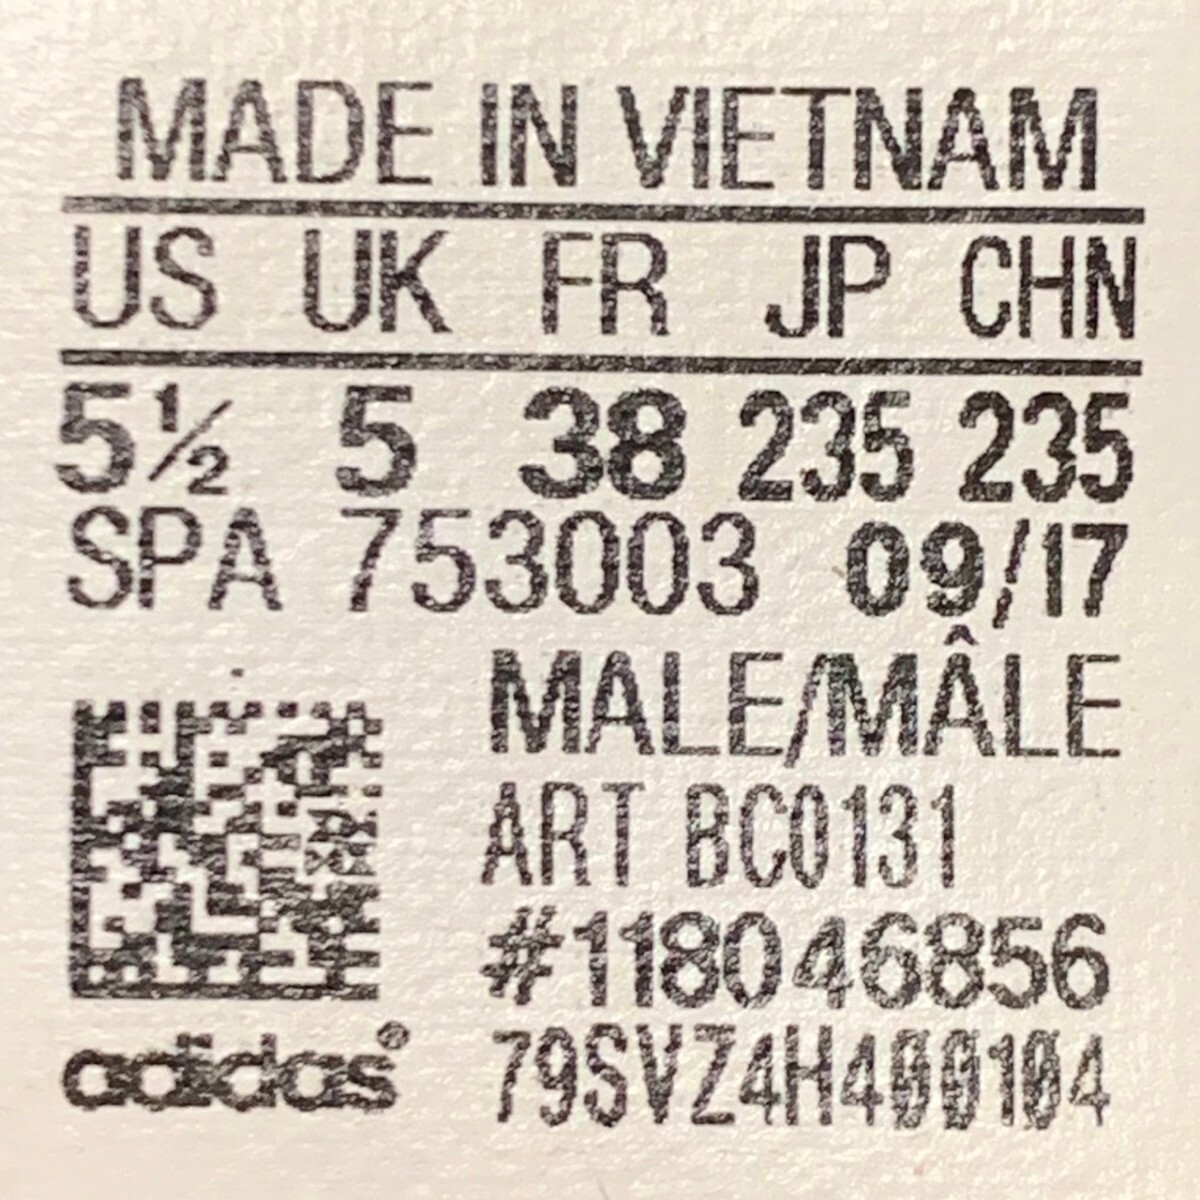 MADE IN VIETNAM
US UK FR JP CHN
5½ 5 38 235 235
SPA 753003 09/17
MALE/MÂLE
ART BC0131
#118046856
adidas®
79SVZ4H400104